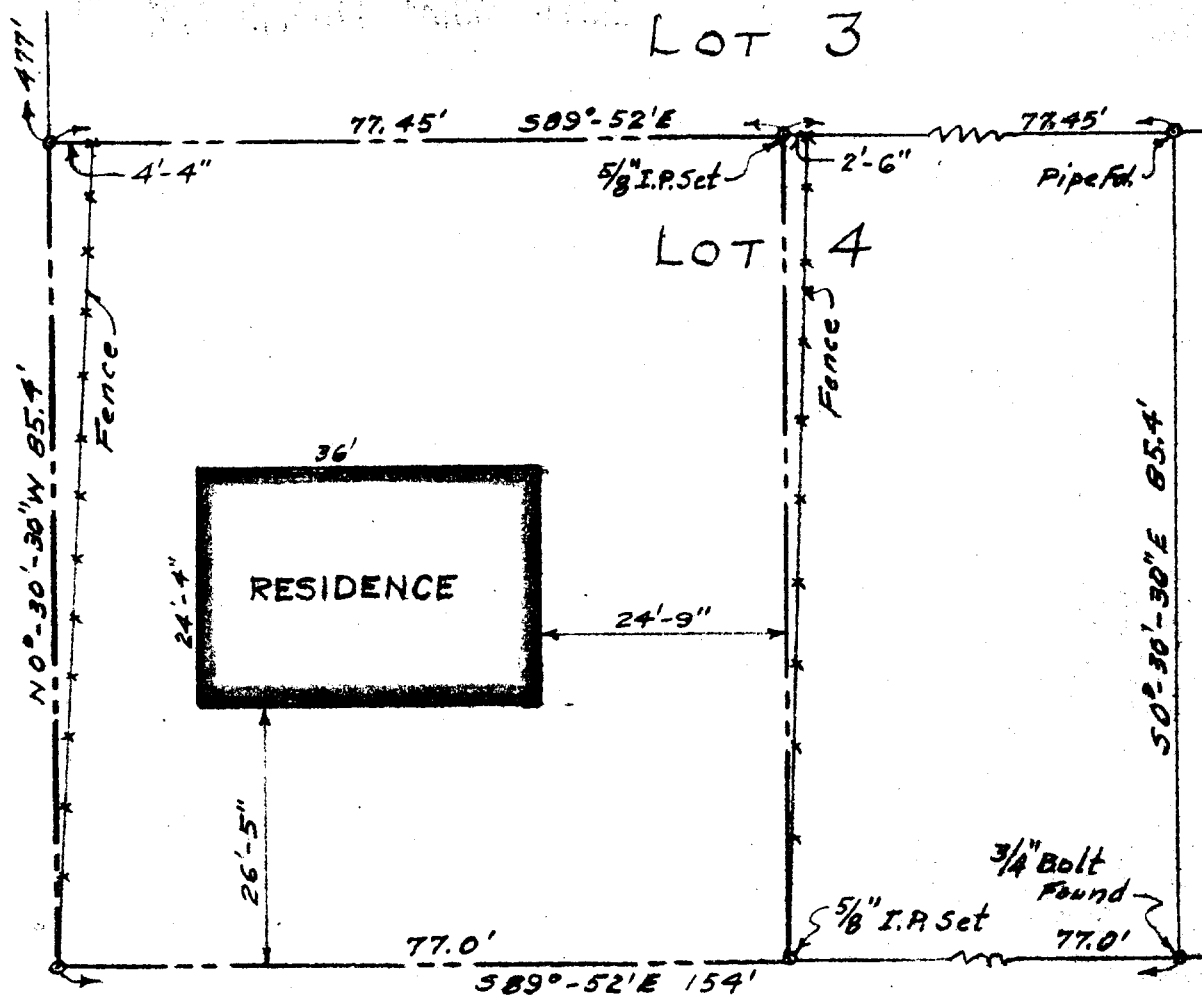 LOT 3
477'
77.45' S89°-52'E
77.45'
4'-4"
5/8" I.P. Set
2'-6"
Pipe Fd.
LOT 4
Fence
Fence
N0°-30'-30"W 85.4'
36'
24'-4"
RESIDENCE
24'-9"
S0°-30'-30"E 85.4'
26'-5"
3/4" Bolt
Found
5/8" I.P. Set
77.0'
77.0'
S89°-52'E 154'